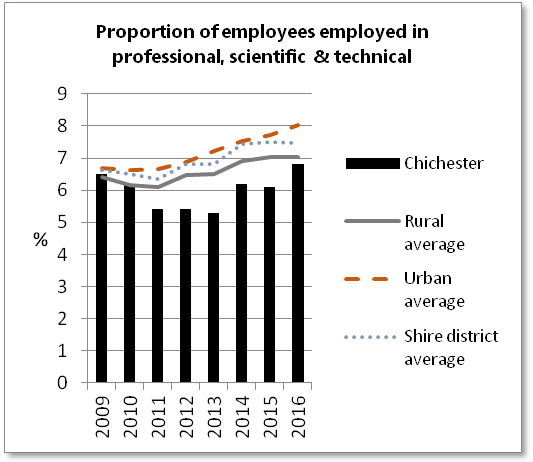 Proportion of employees employed in
professional, scientific & technical
9
8
7
6
5
4
3
2
1
0
%
2009
2010
2011
2012
2013
2014
2015
2016
Chichester
Rural
average
Urban
average
Shire district
average